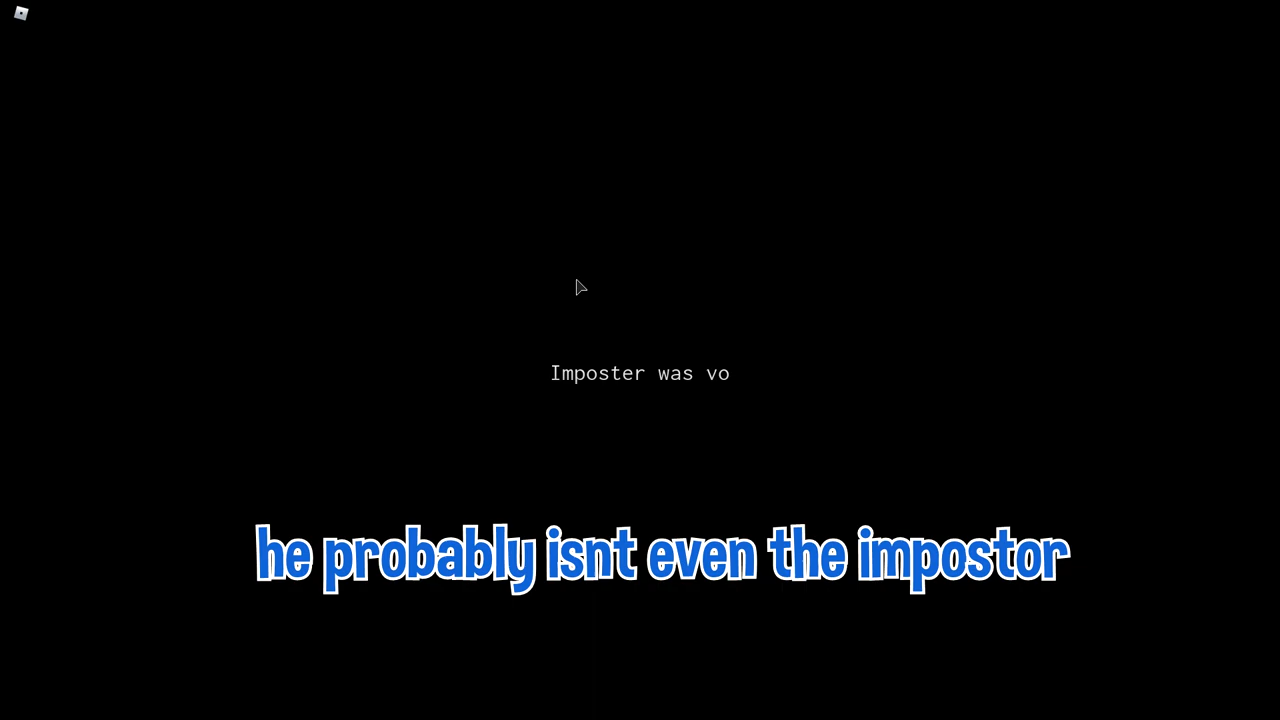 Imposter was vo
he probably isnt even the impostor